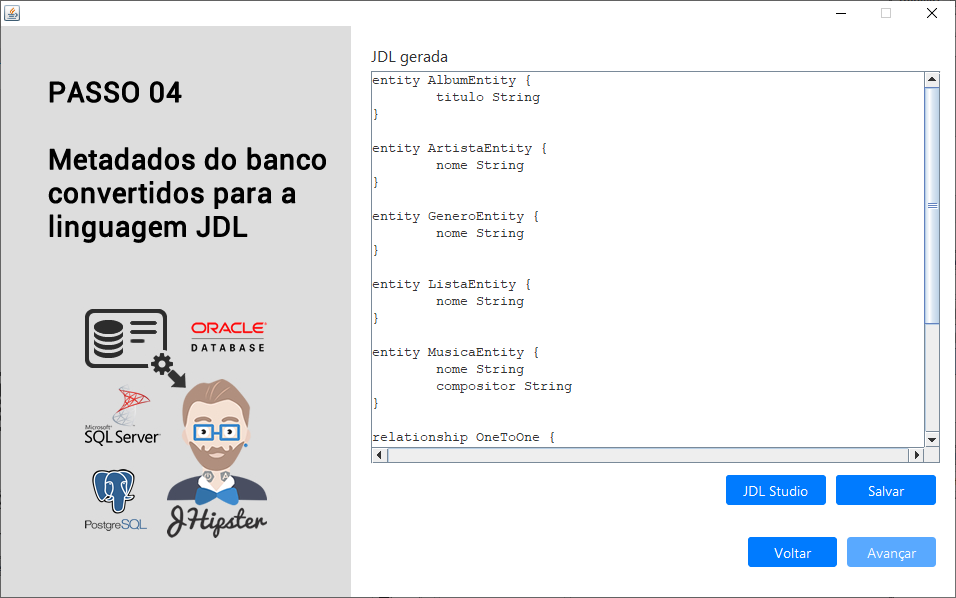 PASSO 04
Metadados do banco
convertidos para a
linguagem JDL
ORACLE
DATABASE
Microsoft
SQL Server
PostgreSQL
JHipster
JDL gerada
entity AlbumEntity {
titulo String
}
entity ArtistaEntity {
nome String
}
entity GeneroEntity {
nome String
}
entity ListaEntity {
nome String
}
entity MusicaEntity {
nome String
compositor String
}
relationship OneToOne {
JDL Studio
Salvar
Voltar
Avançar